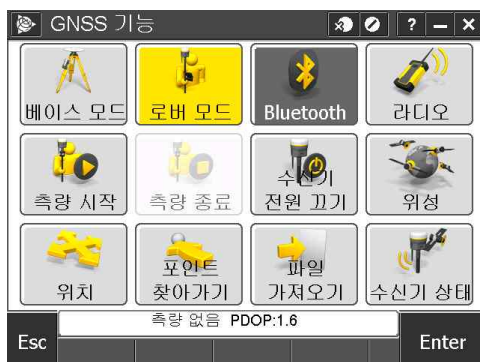 GNSS 기능
? – ×
베이스 모드
로버 모드
Bluetooth
라디오
측량 시작
측량 종료
수신기
전원 끄기
위성
위치
포인트
찾아가기
파일
가져오기
수신기 상태
측량 없음 PDOP:1.6
Esc
Enter